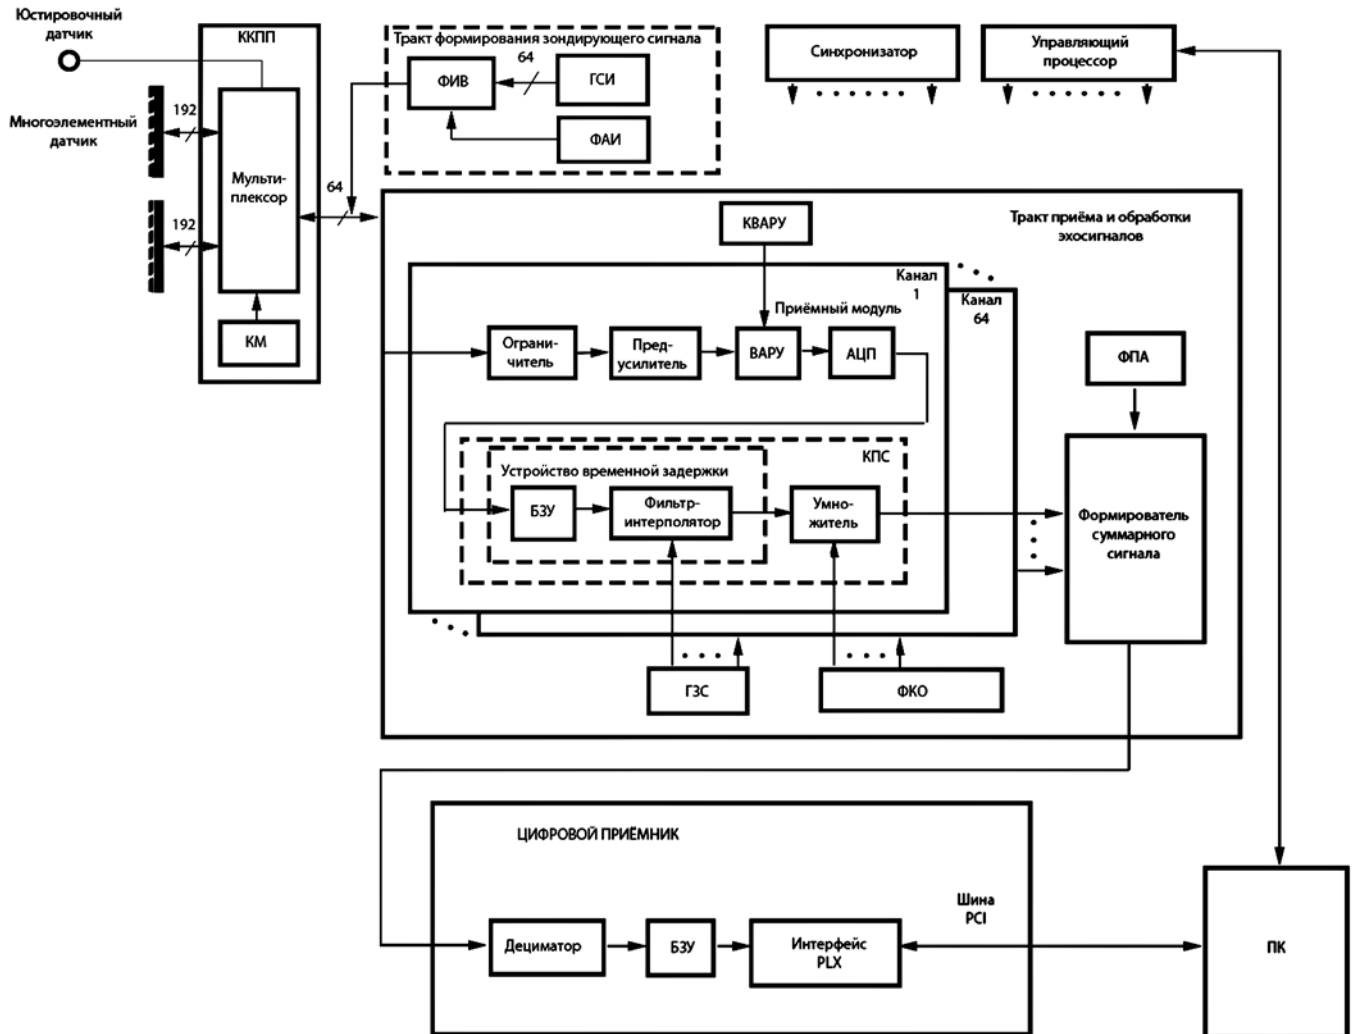 Юстировочный
датчик
ККПП
Тракт формирования зондирующего сигнала
64
ФИВ
ГСИ
ФАИ
Синхронизатор
Управляющий
процессор
192
Многоэлементный
датчик
Мульти-
плексор
64
192
КМ
Тракт приёма и обработки
эхосигналов
КВАРУ
Канал
1
Канал
64
Приёмный модуль
Ограни-
читель
Пред-
усилитель
ВАРУ
АЦП
ФПА
КПС
Устройство временной задержки
БЗУ
Фильтр-
интерполятор
Умно-
житель
Формирователь
суммарного
сигнала
ГЗС
ФКО
ЦИФРОВОЙ ПРИЁМНИК
Шина
PCI
Дециматор
БЗУ
Интерфейс
PLX
ПК